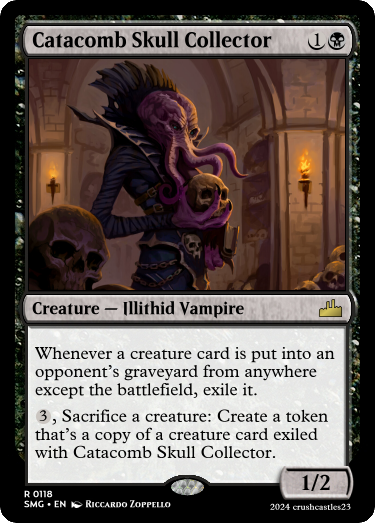 Catacomb Skull Collector 1
Creature — Illithid Vampire
Whenever a creature card is put into an
opponent's graveyard from anywhere
except the battlefield, exile it.
3, Sacrifice a creature: Create a token
that's a copy of a creature card exiled
with Catacomb Skull Collector.
1/2
R 0118
SMG • EN Riccardo Zoppello
2024 crushcastles23